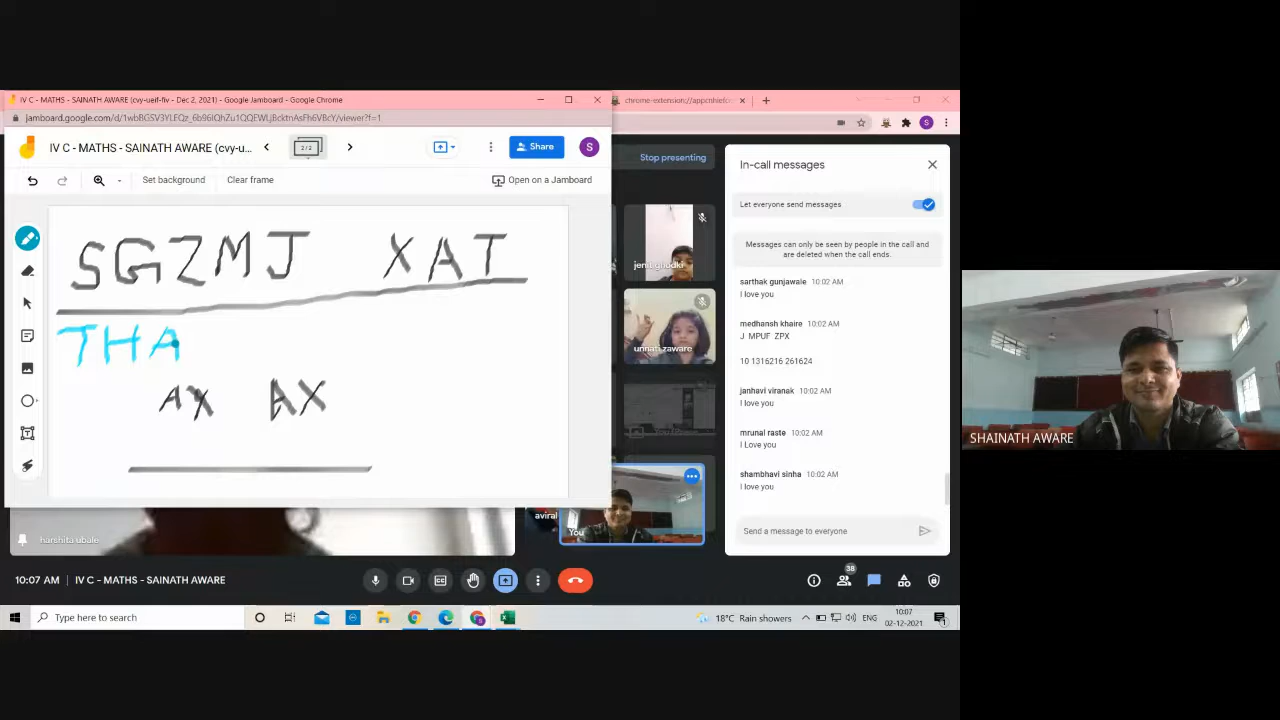 IV C - MATHS - SAINATH AWARE (cvy-ueif-fiv - Dec 2, 2021) - Google Jamboard - Google Chrome
chrome-extension://appcnhiefc
IV C - MATHS - SAINATH AWARE (cvy-u...
2/2
Share
S
Set background
Clear frame
Open on a Jamboard
SGZMJ XAT
THA
AX AX
Stop presenting
In-call messages
Let everyone send messages
Messages can only be seen by people in the call and are deleted when the call ends.
sarthak gunjawale 10:02 AM
I love you
medhansh khaire 10:02 AM
J MPUF ZPX
10 1316216 261624
janhavi viranak 10:02 AM
I love you
mrunal raste 10:02 AM
I Love you
shambhavi sinha 10:02 AM
I love you
Send a message to everyone
unnati zaware
aviral
You
harshita ubale
SHAINATH AWARE
10:07 AM | IV C - MATHS - SAINATH AWARE
38
Type here to search
18°C Rain showers
ENG
10:07
02-12-2021